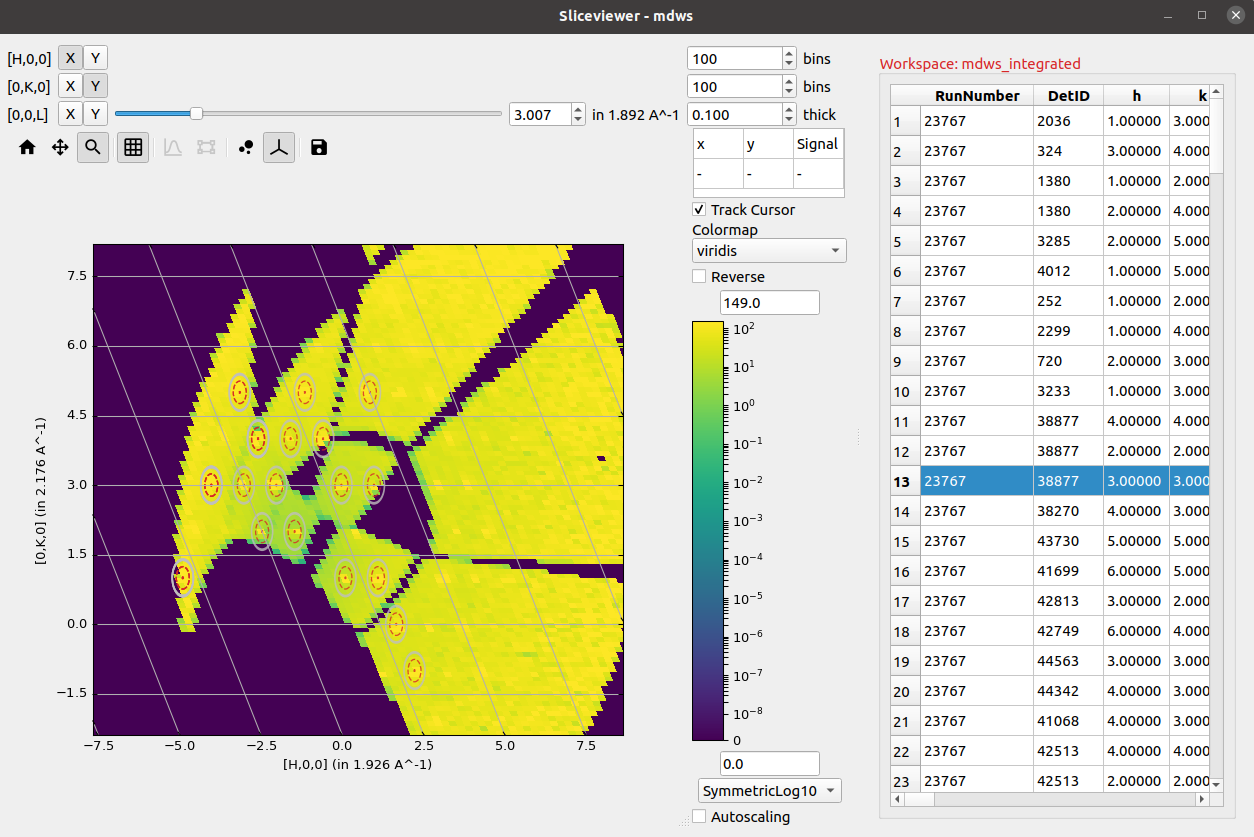 Sliceviewer - mdws
[H,0,0] X Y
[0,K,0] X Y
[0,0,L] X Y 3.007 in 1.892 A^-1
100 bins
100 bins
0.100 thick
x y Signal
- - -
Track Cursor
Colormap
viridis
Reverse
149.0
10^2
10^1
10^0
10^-1
10^-2
10^-3
10^-4
10^-5
10^-6
10^-7
10^-8
0
0.0
SymmetricLog10
Autoscaling
[0,K,0] (in 2.176 A^-1)
7.5
6.0
4.5
3.0
1.5
0.0
−1.5
−7.5 −5.0 −2.5 0.0 2.5 5.0 7.5
[H,0,0] (in 1.926 A^-1)
Workspace: mdws_integrated
RunNumber DetID h k
1 23767 2036 1.00000 3.000
2 23767 324 3.00000 4.000
3 23767 1380 1.00000 2.000
4 23767 1380 2.00000 4.000
5 23767 3285 2.00000 5.000
6 23767 4012 1.00000 5.000
7 23767 252 1.00000 2.000
8 23767 2299 1.00000 4.000
9 23767 720 2.00000 3.000
10 23767 3233 1.00000 3.000
11 23767 38877 4.00000 4.000
12 23767 38877 2.00000 2.000
13 23767 38877 3.00000 3.000
14 23767 38270 4.00000 3.000
15 23767 43730 5.00000 5.000
16 23767 41699 6.00000 5.000
17 23767 42813 3.00000 2.000
18 23767 42749 6.00000 4.000
19 23767 44563 3.00000 3.000
20 23767 44342 4.00000 3.000
21 23767 41068 4.00000 3.000
22 23767 42513 4.00000 4.000
23 23767 42513 2.00000 2.000